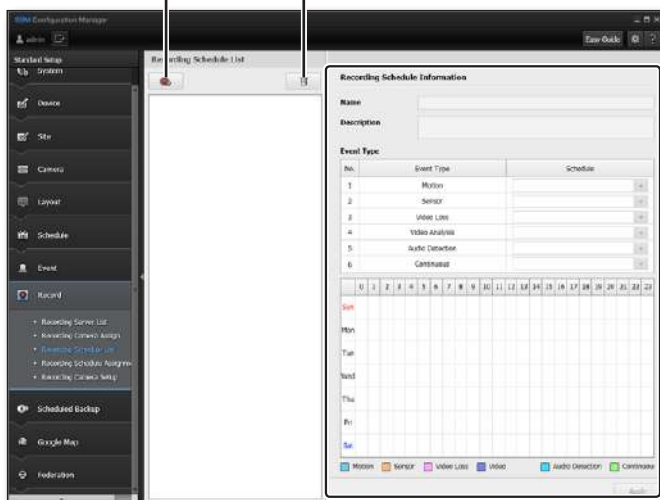 SSM Configuration Manager
admin
Easy Guide
?
Standard Setup
System
Device
Site
Camera
Layout
Schedule
Event
Record
Recording Server List
Recording Camera Assign
Recording Schedule List
Recording Schedule Assignme
Recording Camera Setup
Scheduled Backup
Google Map
Federation
Recording Schedule List
Recording Schedule Information
Name
Description
Event Type
No. Event Type Schedule
1 Motion
2 Sensor
3 Video Loss
4 Video Analysis
5 Audio Detection
6 Continuous
0 1 2 3 4 5 6 7 8 9 10 11 12 13 14 15 16 17 18 19 20 21 22 23
Sun
Mon
Tue
Wed
Thu
Fri
Sat
Motion Sensor Video Loss Video Audio Detection Continuous
Apply